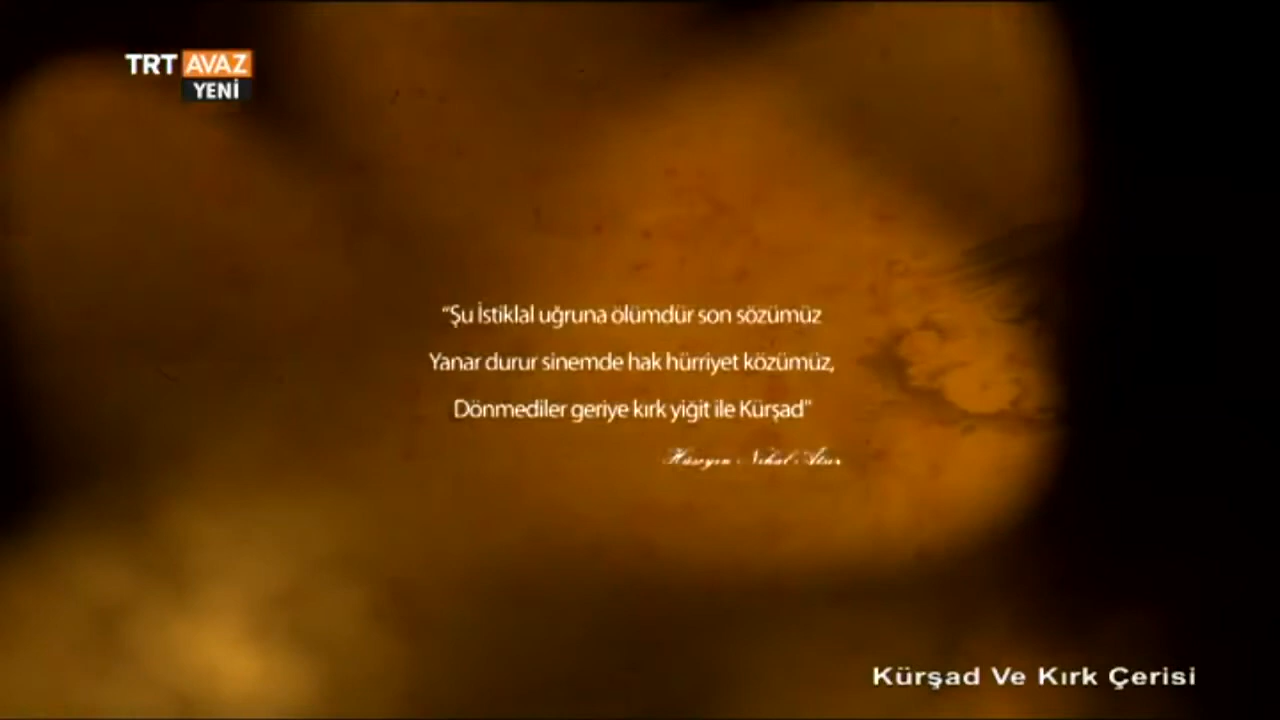 TRT AVAZ
YENİ
"Şu İstiklal uğruna ölümdür son sözümüz
Yanar durur sinemde hak hürriyet közümüz,
Dönmediler geriye kırk yiğit ile Kürşad"
Hüseyin Nihal Atsız
Kürşad Ve Kırk Çerisi